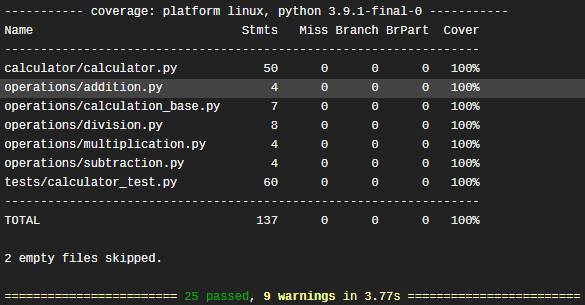 ----------- coverage: platform linux, python 3.9.1-final-0 -----------
Name                             Stmts   Miss Branch BrPart  Cover
------------------------------------------------------------------
calculator/calculator.py            50      0      0      0   100%
operations/addition.py               4      0      0      0   100%
operations/calculation_base.py       7      0      0      0   100%
operations/division.py               8      0      0      0   100%
operations/multiplication.py         4      0      0      0   100%
operations/subtraction.py            4      0      0      0   100%
tests/calculator_test.py            60      0      0      0   100%
------------------------------------------------------------------
TOTAL                              137      0      0      0   100%
2 empty files skipped.
======================== 25 passed, 9 warnings in 3.77s ========================